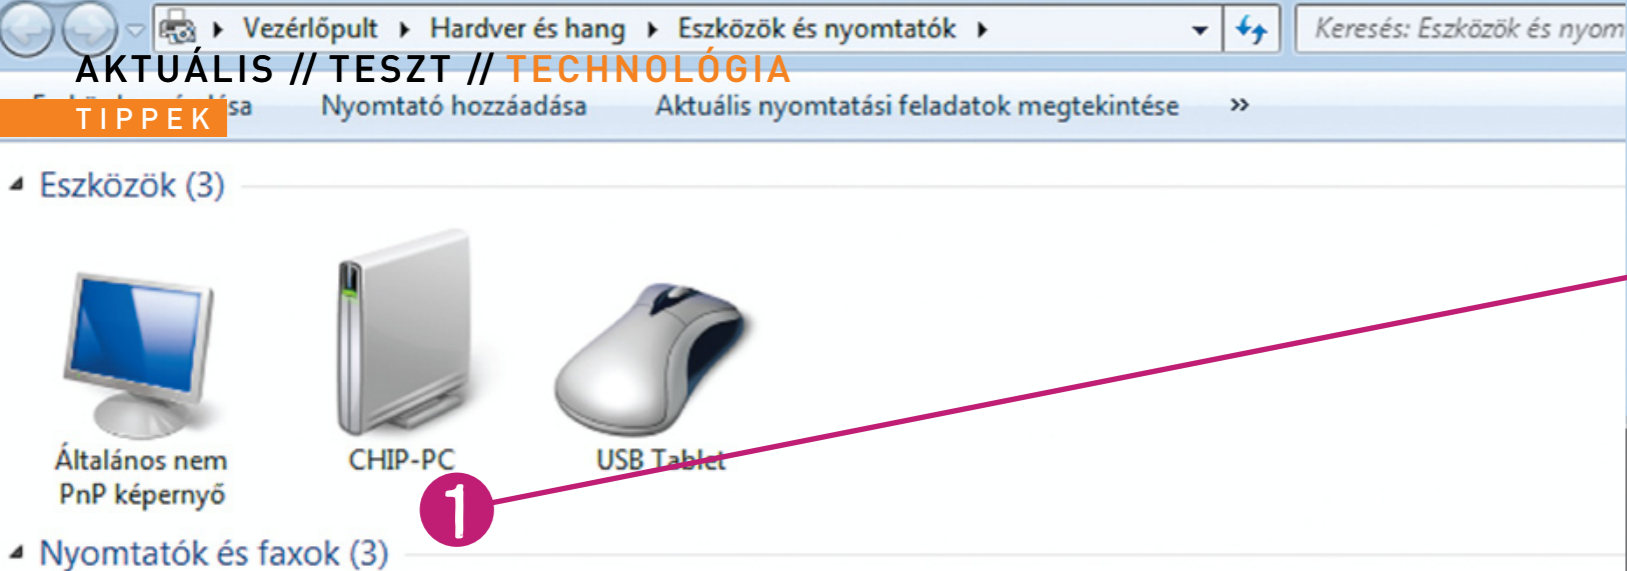 Vezérlőpult Hardver és hang Eszközök és nyomtatók
Keresés: Eszközök és nyom
AKTUÁLIS // TESZT // TECHNOLÓGIA
TIPPEK
Nyomtató hozzáadása Aktuális nyomtatási feladatok megtekintése »
Eszközök (3)
Általános nem
PnP képernyő
CHIP-PC
USB Tablet
1
Nyomtatók és faxok (3)